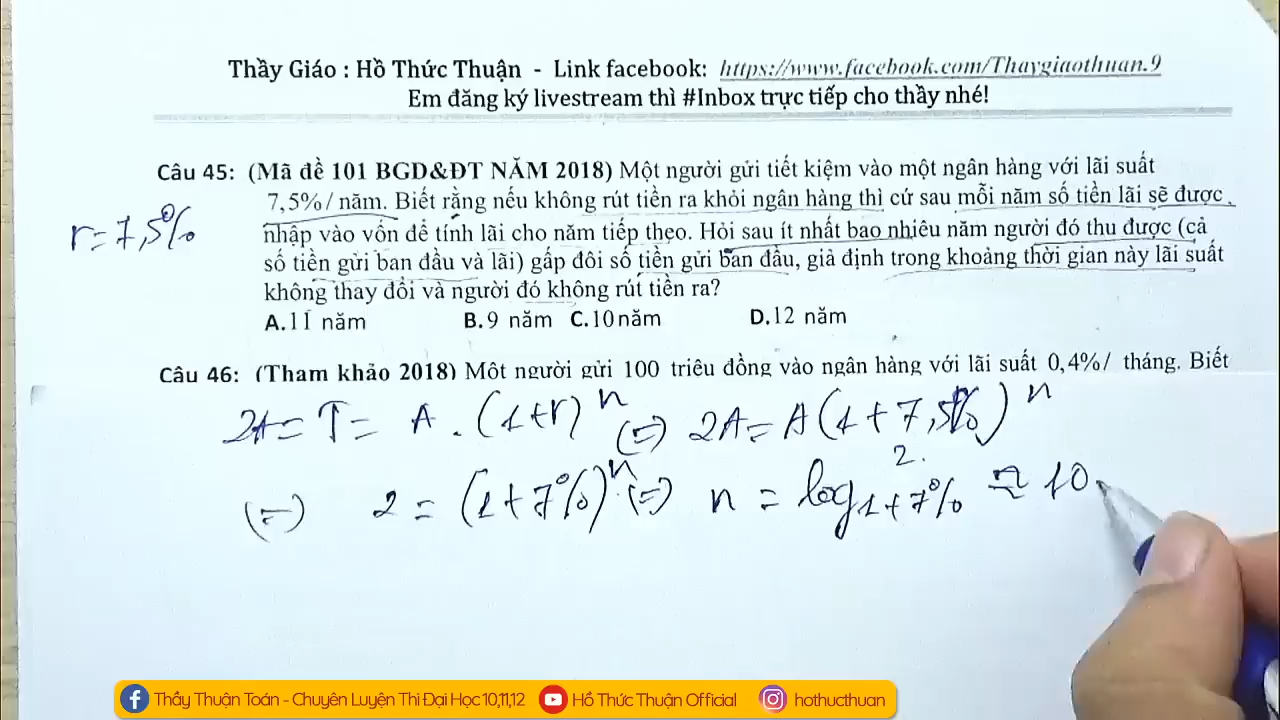 Thầy Giáo : Hồ Thức Thuận - Link facebook: https://www.facebook.com/Thaygiaothuan.9
Em đăng ký livestream thì #Inbox trực tiếp cho thầy nhé!
Câu 45: (Mã đề 101 BGD&ĐT NĂM 2018) Một người gửi tiết kiệm vào một ngân hàng với lãi suất
7,5%/ năm. Biết rằng nếu không rút tiền ra khỏi ngân hàng thì cứ sau mỗi năm số tiền lãi sẽ được
r = 7,5%
nhập vào vốn để tính lãi cho năm tiếp theo. Hỏi sau ít nhất bao nhiêu năm người đó thu được (cả
số tiền gửi ban đầu và lãi) gấp đôi số tiền gửi ban đầu, giả định trong khoảng thời gian này lãi suất
không thay đổi và người đó không rút tiền ra?
A. 11 năm B. 9 năm C. 10 năm D. 12 năm
Câu 46: (Tham khảo 2018) Một người gửi 100 triệu đồng vào ngân hàng với lãi suất 0,4%/ tháng. Biết
2A = T = A . (1+r)^n (=) 2A = A(1 + 7,5%)^n
(=) 2 = (1 + 7%)^n (=) n = log_{1+7%} 2 ≈ 10,
Thầy Thuận Toán - Chuyên Luyện Thi Đại Học 10,11,12 Hồ Thức Thuận Official hothucthuan